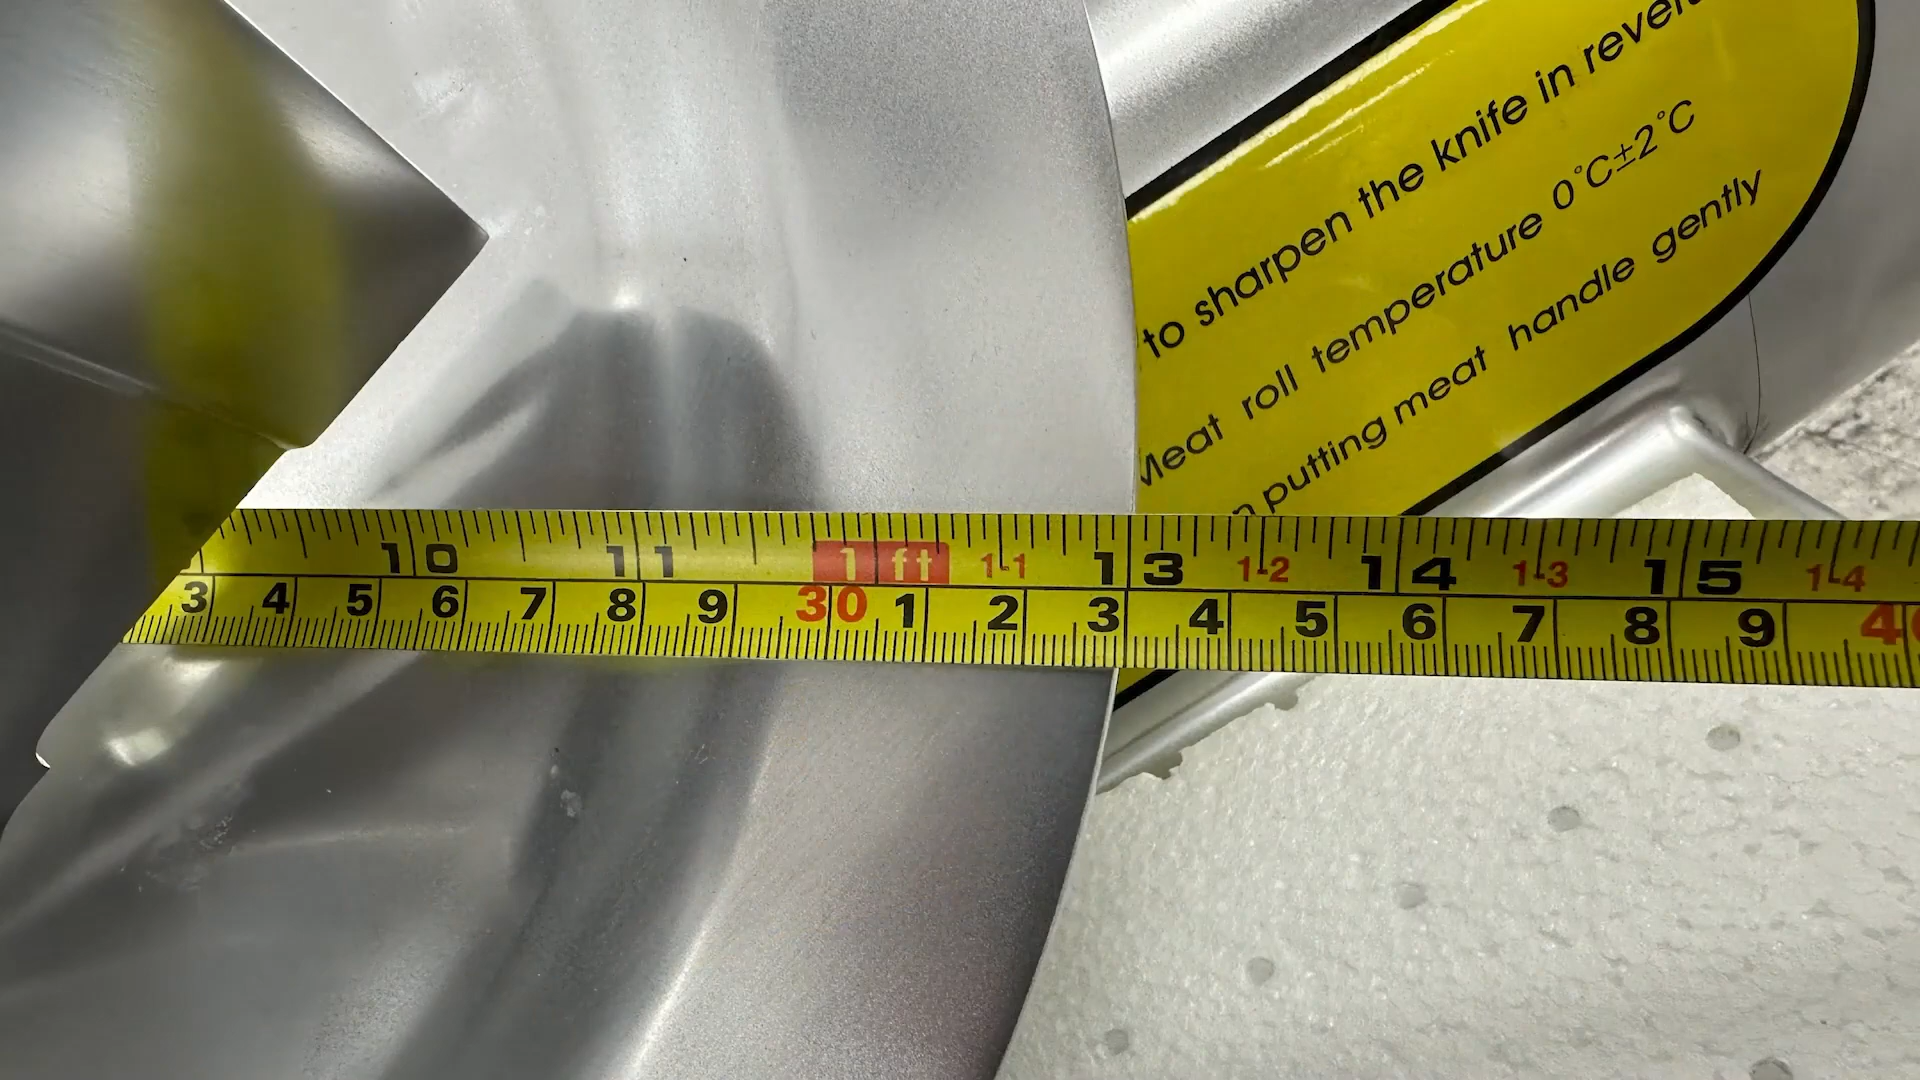 to sharpen the knife in
Meat roll temperature 0°C±2°C
putting meat handle gently
10 11 1 ft 1-1 13 1-2 14 1-3 15 1-4
3 4 5 6 7 8 9 30 1 2 3 4 5 6 7 8 9